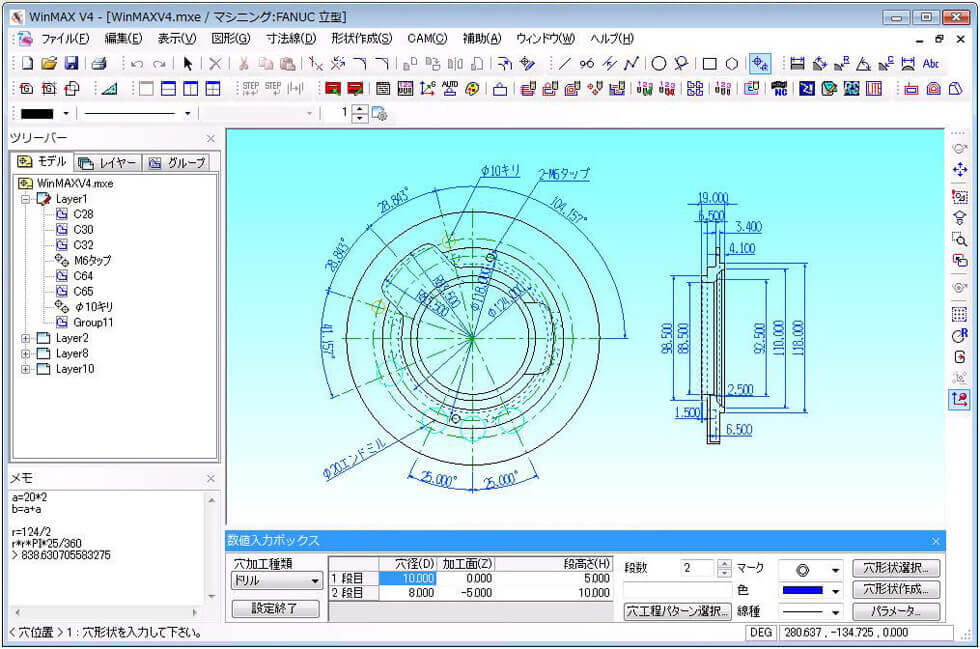 WinMAX V4 - [WinMAXV4.mxe / マシニング:FANUC 立型]
ファイル(F) 編集(E) 表示(V) 図形(G) 寸法線(D) 形状作成(S) CAM(C) 補助(A) ウィンドウ(W) ヘルプ(H)
Abc
STEP STEP AUTO NC
1
ツリーバー
モデル レイヤー グループ
WinMAXV4.mxe
Layer1
C28
C30
C32
M6タップ
C64
C65
φ10キリ
Group11
Layer2
Layer8
Layer10
メモ
a=20*2
b=a+a
r=124/2
r*r*PI*25/360
> 838.630705583275
φ10キリ
2-M6タップ
28.843°
104.157°
28.843°
41.157°
φ118.000
φ124.000
φ20エンドミル
25.000°
25.000°
19.000
6.500
3.400
4.100
98.500
88.500
92.500
110.000
118.000
2.500
1.500
6.500
数値入力ボックス
穴加工種類
ドリル
設定終了
穴径(D) 加工面(Z) 段高さ(H)
1 段目 10.000 0.000 5.000
2 段目 8.000 -5.000 10.000
段数 2
穴工程パターン選択...
マーク
色
線種
穴形状選択...
穴形状作成...
パラメータ...
<穴位置> 1 : 穴形状を入力して下さい。
DEG 280.637 , -134.725 , 0.000